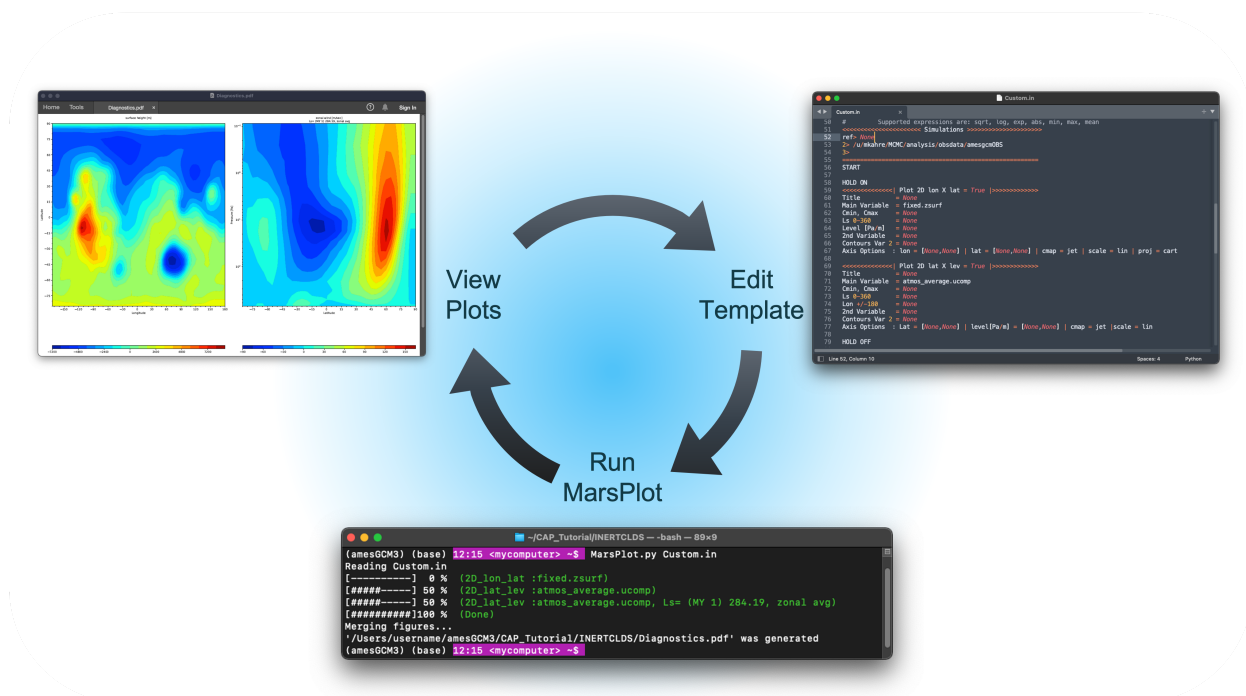 Diagnostics.pdf
Home Tools Diagnostics.pdf × Sign In
View
Plots
Edit
Template
Run
MarsPlot
Custom.in
Custom.in ×
50 # Supported expressions are: sqrt, log, exp, abs, min, max, mean
51 <<<<<<<<<<<<<<<<<<<<<< Simulations >>>>>>>>>>>>>>>>>>>>>
52 ref> None
53 2> /u/mkahre/MCMC/analysis/obsdata/amesgcmOBS
54 3>
55 =======================================================
56 START
57
58 HOLD ON
59 <<<<<<<<<<<<<<| Plot 2D lon X lat = True |>>>>>>>>>>>>>
60 Title = None
61 Main Variable = fixed.zsurf
62 Cmin, Cmax = None
63 Ls 0-360 = None
64 Level [Pa/m] = None
65 2nd Variable = None
66 Contours Var 2 = None
67 Axis Options : lon = [None,None] | lat = [None,None] | cmap = jet | scale = lin | proj = cart
68
69 <<<<<<<<<<<<<<| Plot 2D lat X lev = True |>>>>>>>>>>>>>
70 Title = None
71 Main Variable = atmos_average.ucomp
72 Cmin, Cmax = None
73 Ls 0-360 = None
74 Lon +/-180 = None
75 2nd Variable = None
76 Contours Var 2 = None
77 Axis Options : Lat = [None,None] | level[Pa/m] = [None,None] | cmap = jet |scale = lin
78
79 HOLD OFF
Line 52, Column 10 Spaces: 4 Python
~/CAP_Tutorial/INERTCLDS — -bash — 89×9
(amesGCM3) (base) 12:15 <mycomputer> ~$ MarsPlot.py Custom.in
Reading Custom.in
[----------] 0 % (2D_lon_lat :fixed.zsurf)
[#####-----] 50 % (2D_lat_lev :atmos_average.ucomp)
[#####-----] 50 % (2D_lat_lev :atmos_average.ucomp, Ls= (MY 1) 284.19, zonal avg)
[##########]100 % (Done)
Merging figures...
'/Users/username/amesGCM3/CAP_Tutorial/INERTCLDS/Diagnostics.pdf' was generated
(amesGCM3) (base) 12:15 <mycomputer> ~$